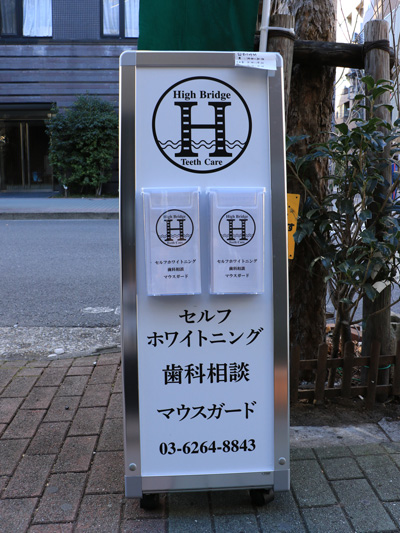 High Bridge
H
Teeth Care
High Bridge
H
Teeth Care
セルフホワイトニング
歯科相談
マウスガード
High Bridge
H
Teeth Care
セルフホワイトニング
歯科相談
マウスガード
セルフ
ホワイトニング
歯科相談
マウスガード
03-6264-8843